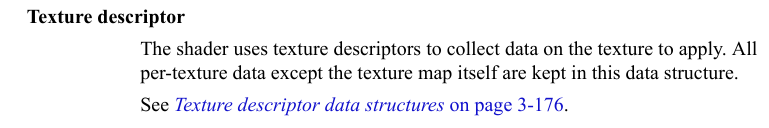 Texture descriptor
The shader uses texture descriptors to collect data on the texture to apply. All
per-texture data except the texture map itself are kept in this data structure.
See Texture descriptor data structures on page 3-176.